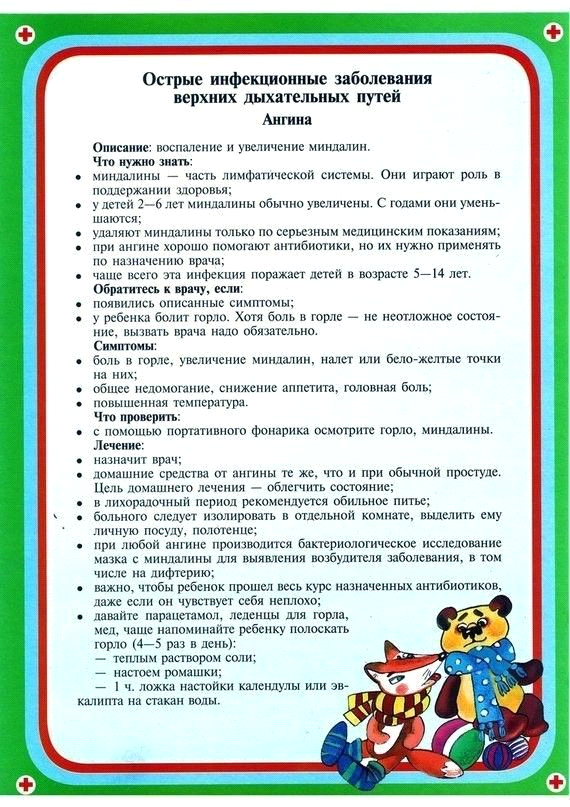 Острые инфекционные заболевания
верхних дыхательных путей
Ангина
Описание: воспаление и увеличение миндалин.
Что нужно знать:
• миндалины — часть лимфатической системы. Они играют роль в
поддержании здоровья;
• у детей 2—6 лет миндалины обычно увеличены. С годами они умень-
шаются;
• удаляют миндалины только по серьезным медицинским показаниям;
• при ангине хорошо помогают антибиотики, но их нужно применять
по назначению врача;
• чаще всего эта инфекция поражает детей в возрасте 5—14 лет.
Обратитесь к врачу, если:
• появились описанные симптомы;
• у ребенка болит горло. Хотя боль в горле — не неотложное состоя-
ние, вызвать врача надо обязательно.
Симптомы:
• боль в горле, увеличение миндалин, налет или бело-желтые точки
на них;
• общее недомогание, снижение аппетита, головная боль;
• повышенная температура.
Что проверить:
• с помощью портативного фонарика осмотрите горло, миндалины.
Лечение:
• назначит врач;
• домашние средства от ангины те же, что и при обычной простуде.
Цель домашнего лечения — облегчить состояние;
• в лихорадочный период рекомендуется обильное питье;
• больного следует изолировать в отдельной комнате, выделить ему
личную посуду, полотенце;
• при любой ангине производится бактериологическое исследование
мазка с миндалины для выявления возбудителя заболевания, в том
числе на дифтерию;
• важно, чтобы ребенок прошел весь курс назначенных антибиотиков,
даже если он чувствует себя неплохо;
• давайте парацетамол, леденцы для горла,
мед, чаще напоминайте ребенку полоскать
горло (4—5 раз в день):
— теплым раствором соли;
— настоем ромашки;
— 1 ч. ложка настойки календулы или эв-
калипта на стакан воды.